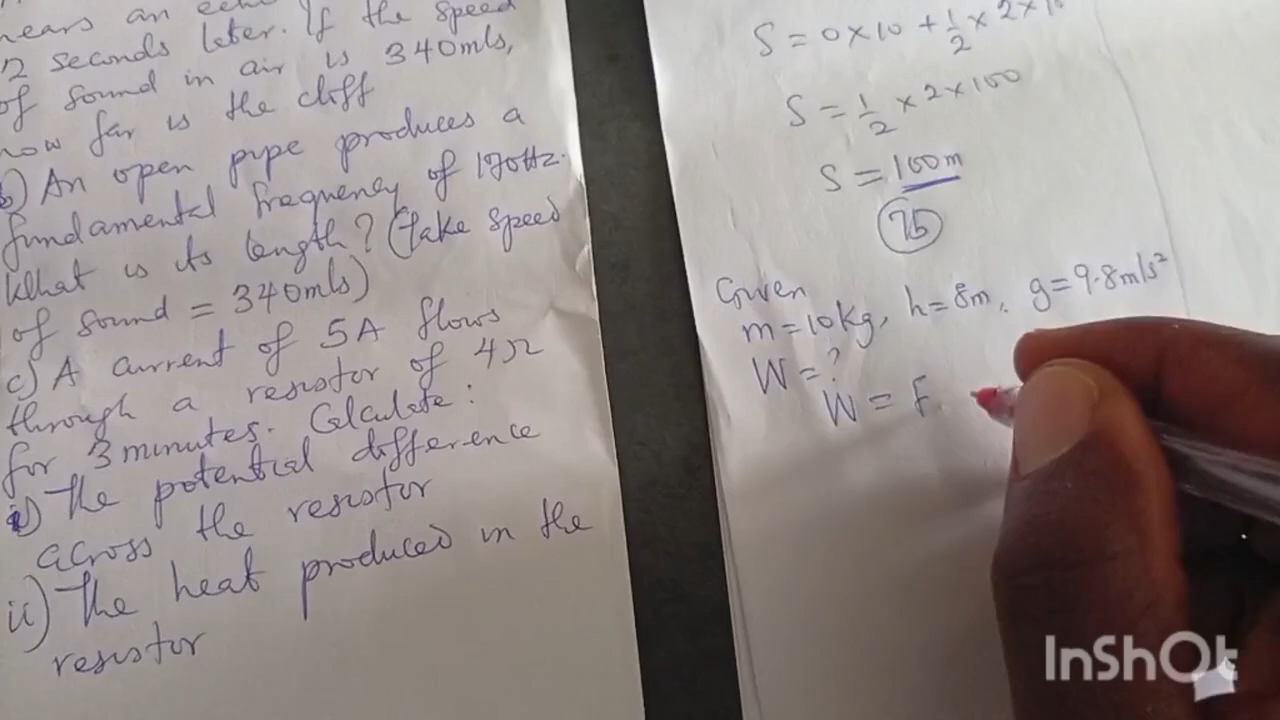 hears an echo
2 seconds later. If the speed
of sound in air is 340m/s,
how far is the cliff
b) An open pipe produces a
fundamental frequency of 170Hz.
What is its length? (take speed
of sound = 340m/s)
c) A current of 5A flows
through a resistor of 4Ω
for 3 minutes. Calculate:
i) The potential difference
across the resistor
ii) The heat produced in the
resistor
S = 0 × 10 + 1/2 × 2 × 10
S = 1/2 × 2 × 100
S = 100m
Given
m = 10kg, h = 8m, g = 9.8m/s²
W = ?
W = F.
InShOt